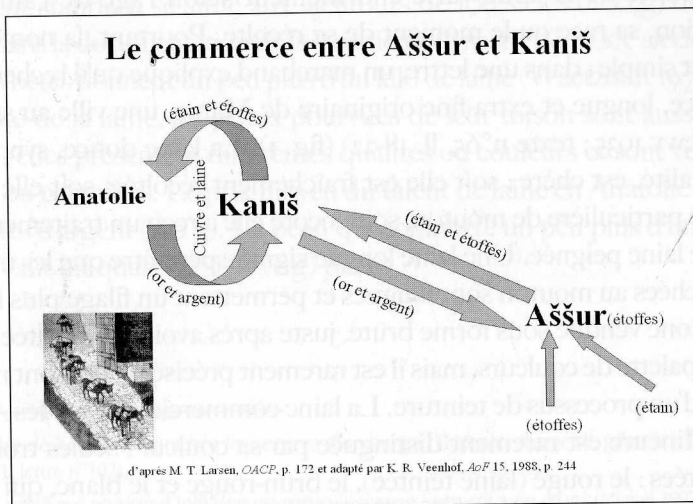 Le commerce entre Aššur et Kaniš
(étain et étoffes)
Anatolie
Cuivre et laine
Kaniš
(or et argent)
(étain et étoffes)
(or et argent)
Aššur (étoffes)
(étoffes)
(étain)
d'après M. T. Larsen, OACP, p. 172 et adapté par K. R. Veenhof, AoF 15, 1988, p. 244